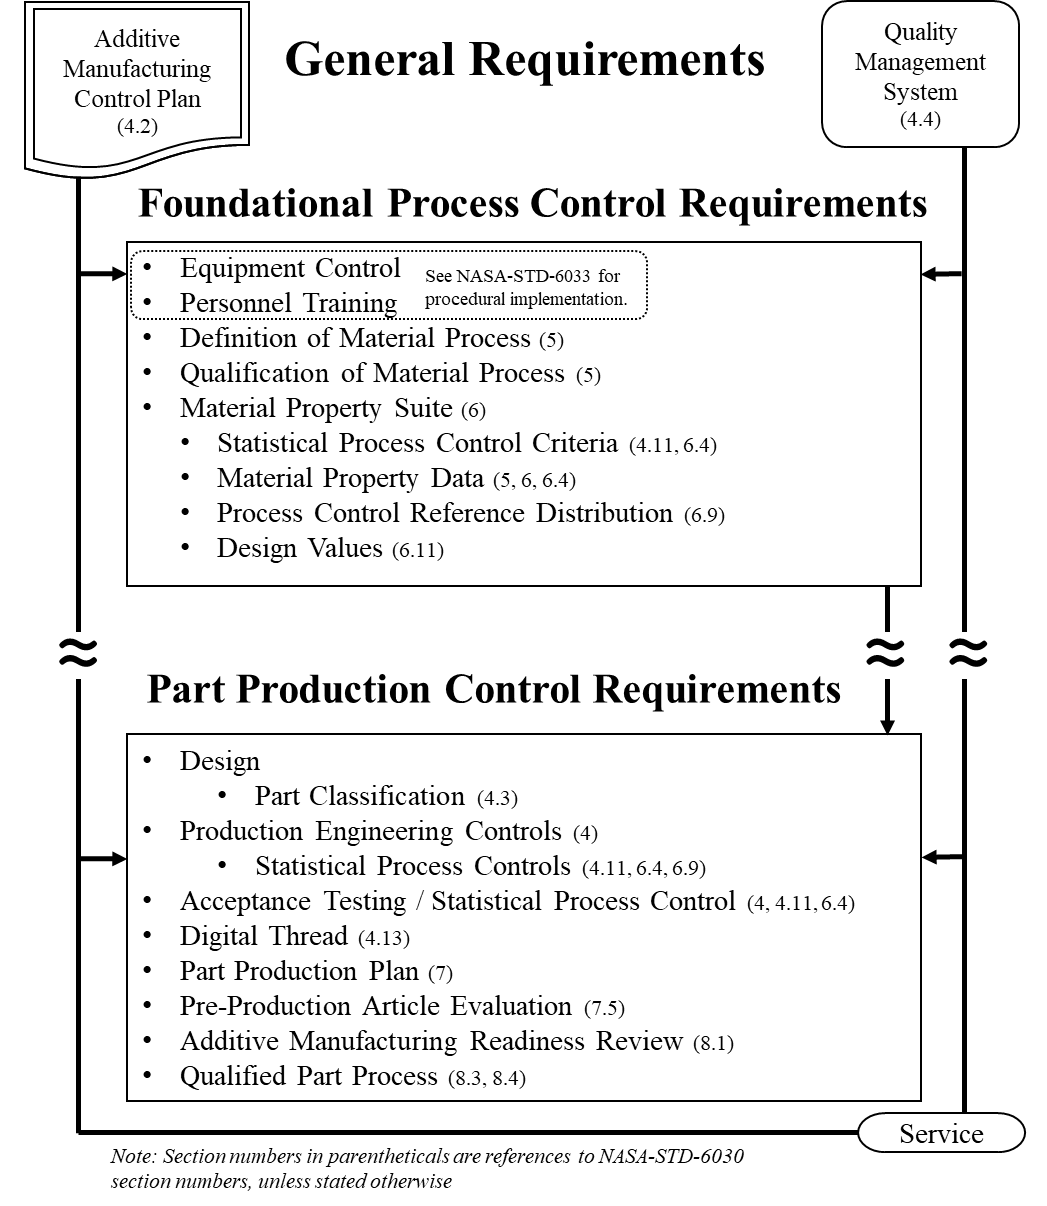 Additive
Manufacturing
Control Plan
(4.2)
General Requirements
Quality
Management
System
(4.4)
Foundational Process Control Requirements
• Equipment Control
• Personnel Training
See NASA-STD-6033 for
procedural implementation.
• Definition of Material Process (5)
• Qualification of Material Process (5)
• Material Property Suite (6)
• Statistical Process Control Criteria (4.11, 6.4)
• Material Property Data (5, 6, 6.4)
• Process Control Reference Distribution (6.9)
• Design Values (6.11)
Part Production Control Requirements
• Design
• Part Classification (4.3)
• Production Engineering Controls (4)
• Statistical Process Controls (4.11, 6.4, 6.9)
• Acceptance Testing / Statistical Process Control (4, 4.11, 6.4)
• Digital Thread (4.13)
• Part Production Plan (7)
• Pre-Production Article Evaluation (7.5)
• Additive Manufacturing Readiness Review (8.1)
• Qualified Part Process (8.3, 8.4)
Service
Note: Section numbers in parentheticals are references to NASA-STD-6030
section numbers, unless stated otherwise